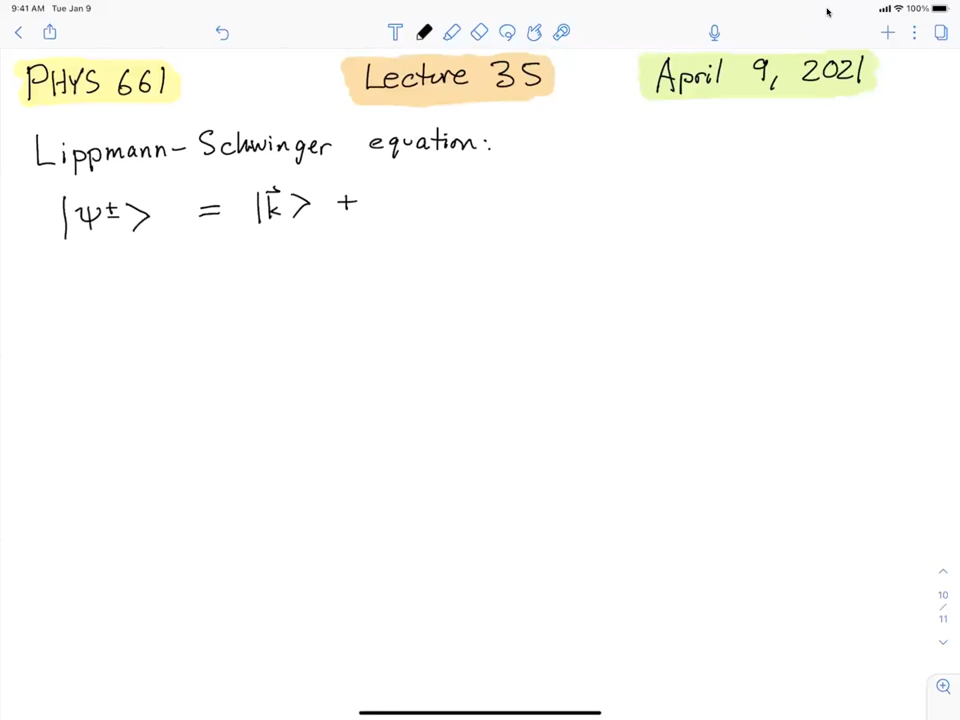 9:41 AM Tue Jan 9 100%
PHYS 661 Lecture 35 April 9, 2021
Lippmann-Schwinger equation:
|ψ±> = |k⃗> +
10
/
11